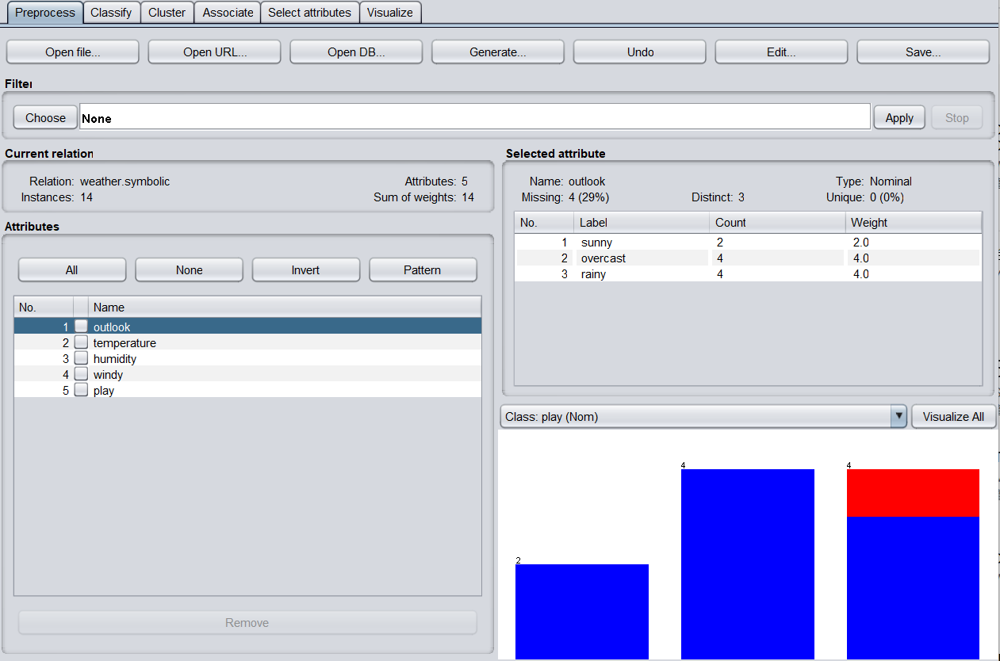 Preprocess Classify Cluster Associate Select attributes Visualize
Open file... Open URL... Open DB... Generate... Undo Edit... Save...
Filter
Choose None Apply Stop
Current relation
Relation: weather.symbolic Attributes: 5
Instances: 14 Sum of weights: 14
Attributes
All None Invert Pattern
No. Name
1 outlook
2 temperature
3 humidity
4 windy
5 play
Remove
Selected attribute
Name: outlook Type: Nominal
Missing: 4 (29%) Distinct: 3 Unique: 0 (0%)
No. Label Count Weight
1 sunny 2 2.0
2 overcast 4 4.0
3 rainy 4 4.0
Class: play (Nom) Visualize All
2 4 4